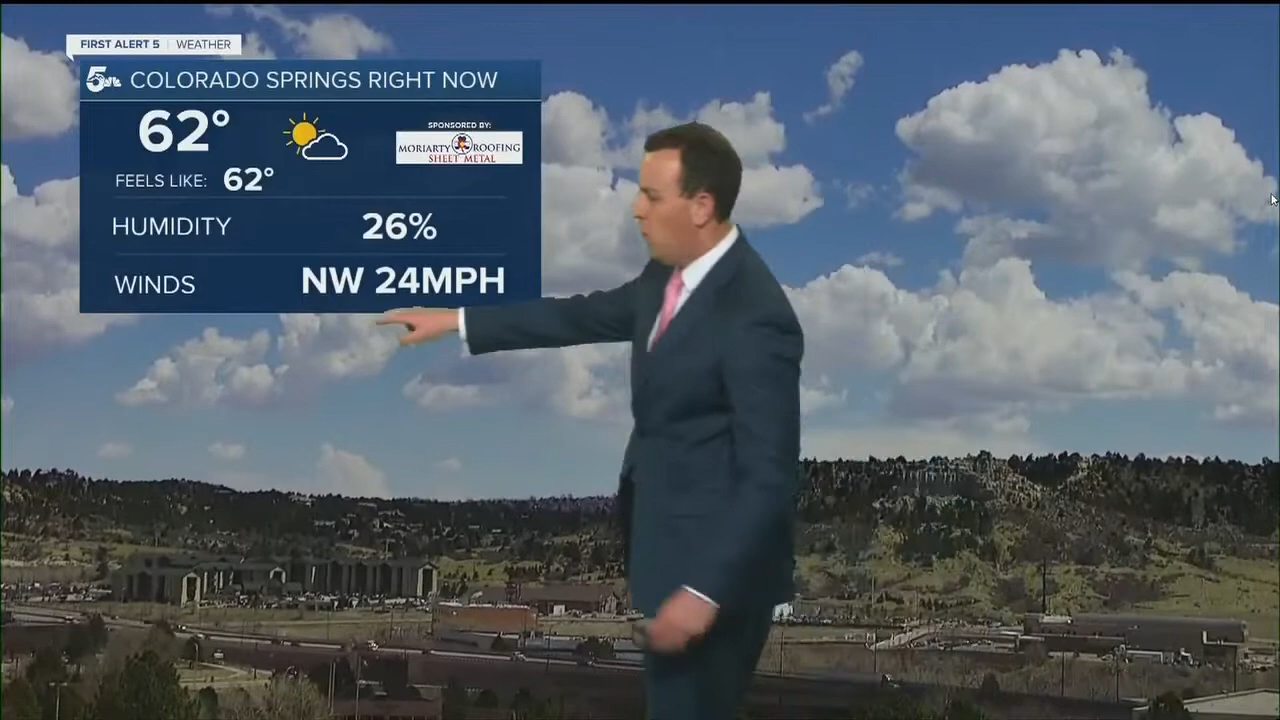 FIRST ALERT 5 | WEATHER
5 COLORADO SPRINGS RIGHT NOW
62°
SPONSORED BY:
MORIARTY ROOFING
SHEET METAL
FEELS LIKE: 62°
HUMIDITY 26%
WINDS NW 24MPH